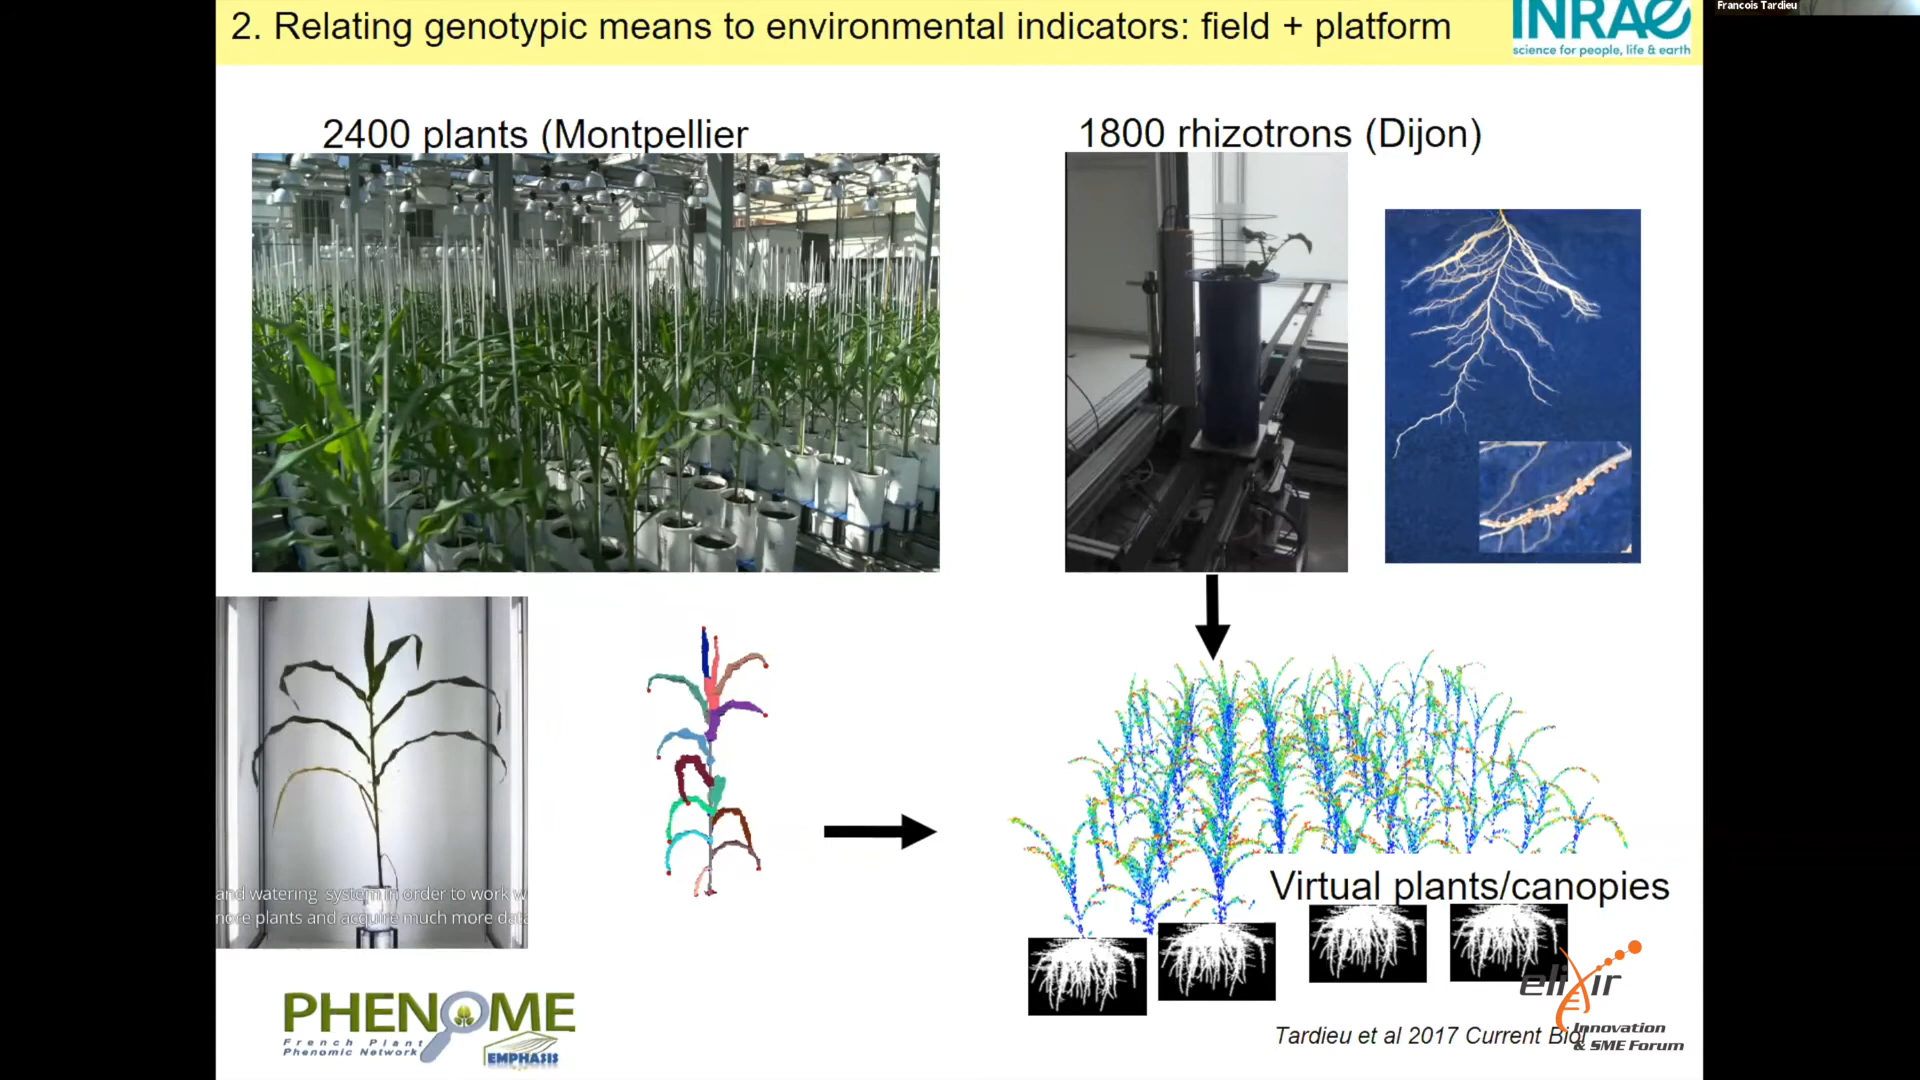 2. Relating genotypic means to environmental indicators: field + platform
INRAE
science for people, life & earth
Francois Tardieu
2400 plants (Montpellier
1800 rhizotrons (Dijon)
and watering system in order to work w
more plants and acquire much more data
Virtual plants/canopies
PHENOME
French Plant
Phenomic Network
EMPHASIS
elixir
Innovation
& SME Forum
Tardieu et al 2017 Current Biol